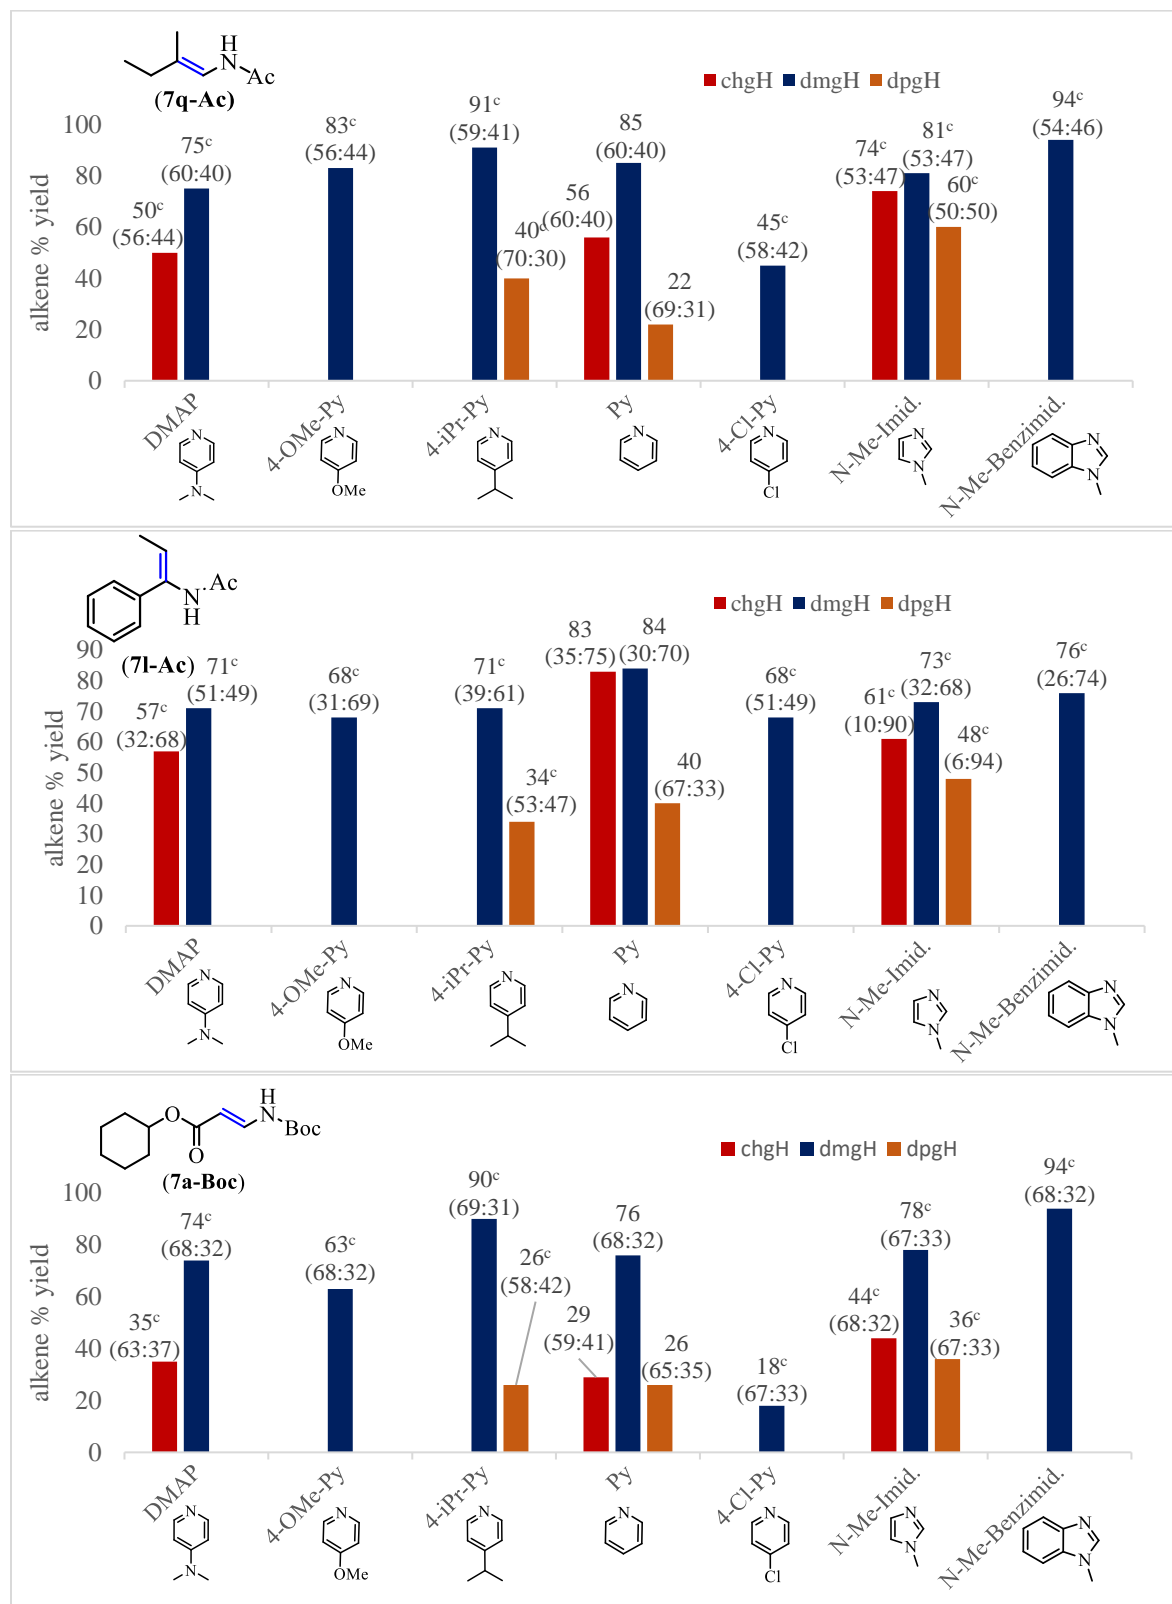 H
N
Ac
(7q-Ac)
chgH dmgH dpgH
alkene % yield
100
80
60
40
20
0
50ᶜ
(56:44)
75ᶜ
(60:40)
83ᶜ
(56:44)
91ᶜ
(59:41)
40ᶜ
(70:30)
56
(60:40)
85
(60:40)
22
(69:31)
45ᶜ
(58:42)
74ᶜ
(53:47)
81ᶜ
(53:47)
60ᶜ
(50:50)
94ᶜ
(54:46)
DMAP
4-OMe-Py
4-iPr-Py
Py
4-Cl-Py
N-Me-Imid.
N-Me-Benzimid.
N
N
N
OMe
N
N
N
Cl
N
N
N
N
Ac
N
H
(7l-Ac)
chgH dmgH dpgH
alkene % yield
90
80
70
60
50
40
30
20
10
0
57ᶜ
(32:68)
71ᶜ
(51:49)
68ᶜ
(31:69)
71ᶜ
(39:61)
34ᶜ
(53:47)
83
(35:75)
84
(30:70)
40
(67:33)
68ᶜ
(51:49)
61ᶜ
(10:90)
73ᶜ
(32:68)
48ᶜ
(6:94)
76ᶜ
(26:74)
DMAP
4-OMe-Py
4-iPr-Py
Py
4-Cl-Py
N-Me-Imid.
N-Me-Benzimid.
N
N
N
OMe
N
N
N
Cl
N
N
N
N
O
O
H
N
Boc
(7a-Boc)
chgH dmgH dpgH
alkene % yield
100
80
60
40
20
0
35ᶜ
(63:37)
74ᶜ
(68:32)
63ᶜ
(68:32)
90ᶜ
(69:31)
26ᶜ
(58:42)
29
(59:41)
76
(68:32)
26
(65:35)
18ᶜ
(67:33)
44ᶜ
(68:32)
78ᶜ
(67:33)
36ᶜ
(67:33)
94ᶜ
(68:32)
DMAP
4-OMe-Py
4-iPr-Py
Py
4-Cl-Py
N-Me-Imid.
N-Me-Benzimid.
N
N
N
OMe
N
N
N
Cl
N
N
N
N